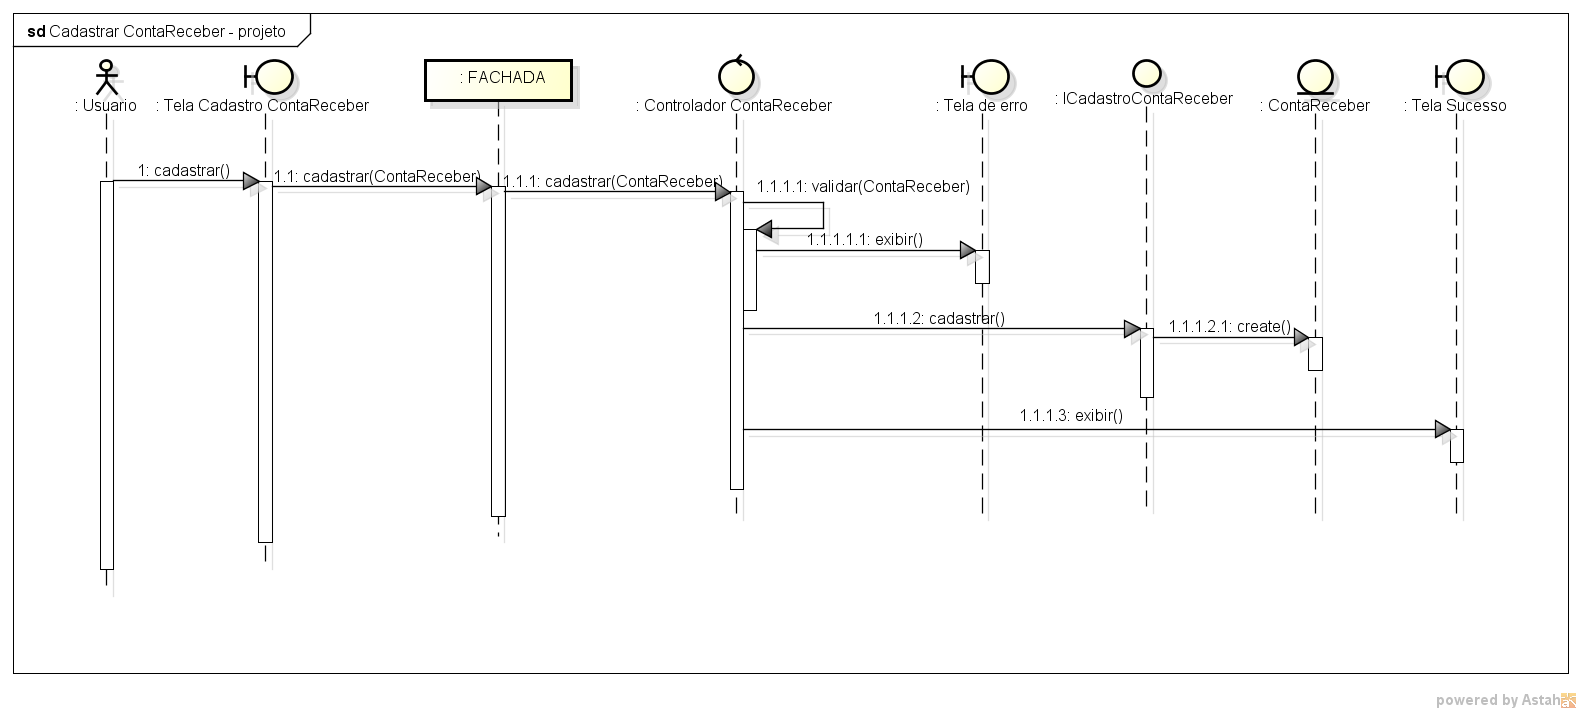 sd Cadastrar ContaReceber - projeto
: Usuario
: Tela Cadastro ContaReceber
: FACHADA
: Controlador ContaReceber
: Tela de erro
: ICadastroContaReceber
: ContaReceber
: Tela Sucesso
1: cadastrar()
1.1: cadastrar(ContaReceber)
1.1.1: cadastrar(ContaReceber)
1.1.1.1: validar(ContaReceber)
1.1.1.1.1: exibir()
1.1.1.2: cadastrar()
1.1.1.2.1: create()
1.1.1.3: exibir()
powered by Astah